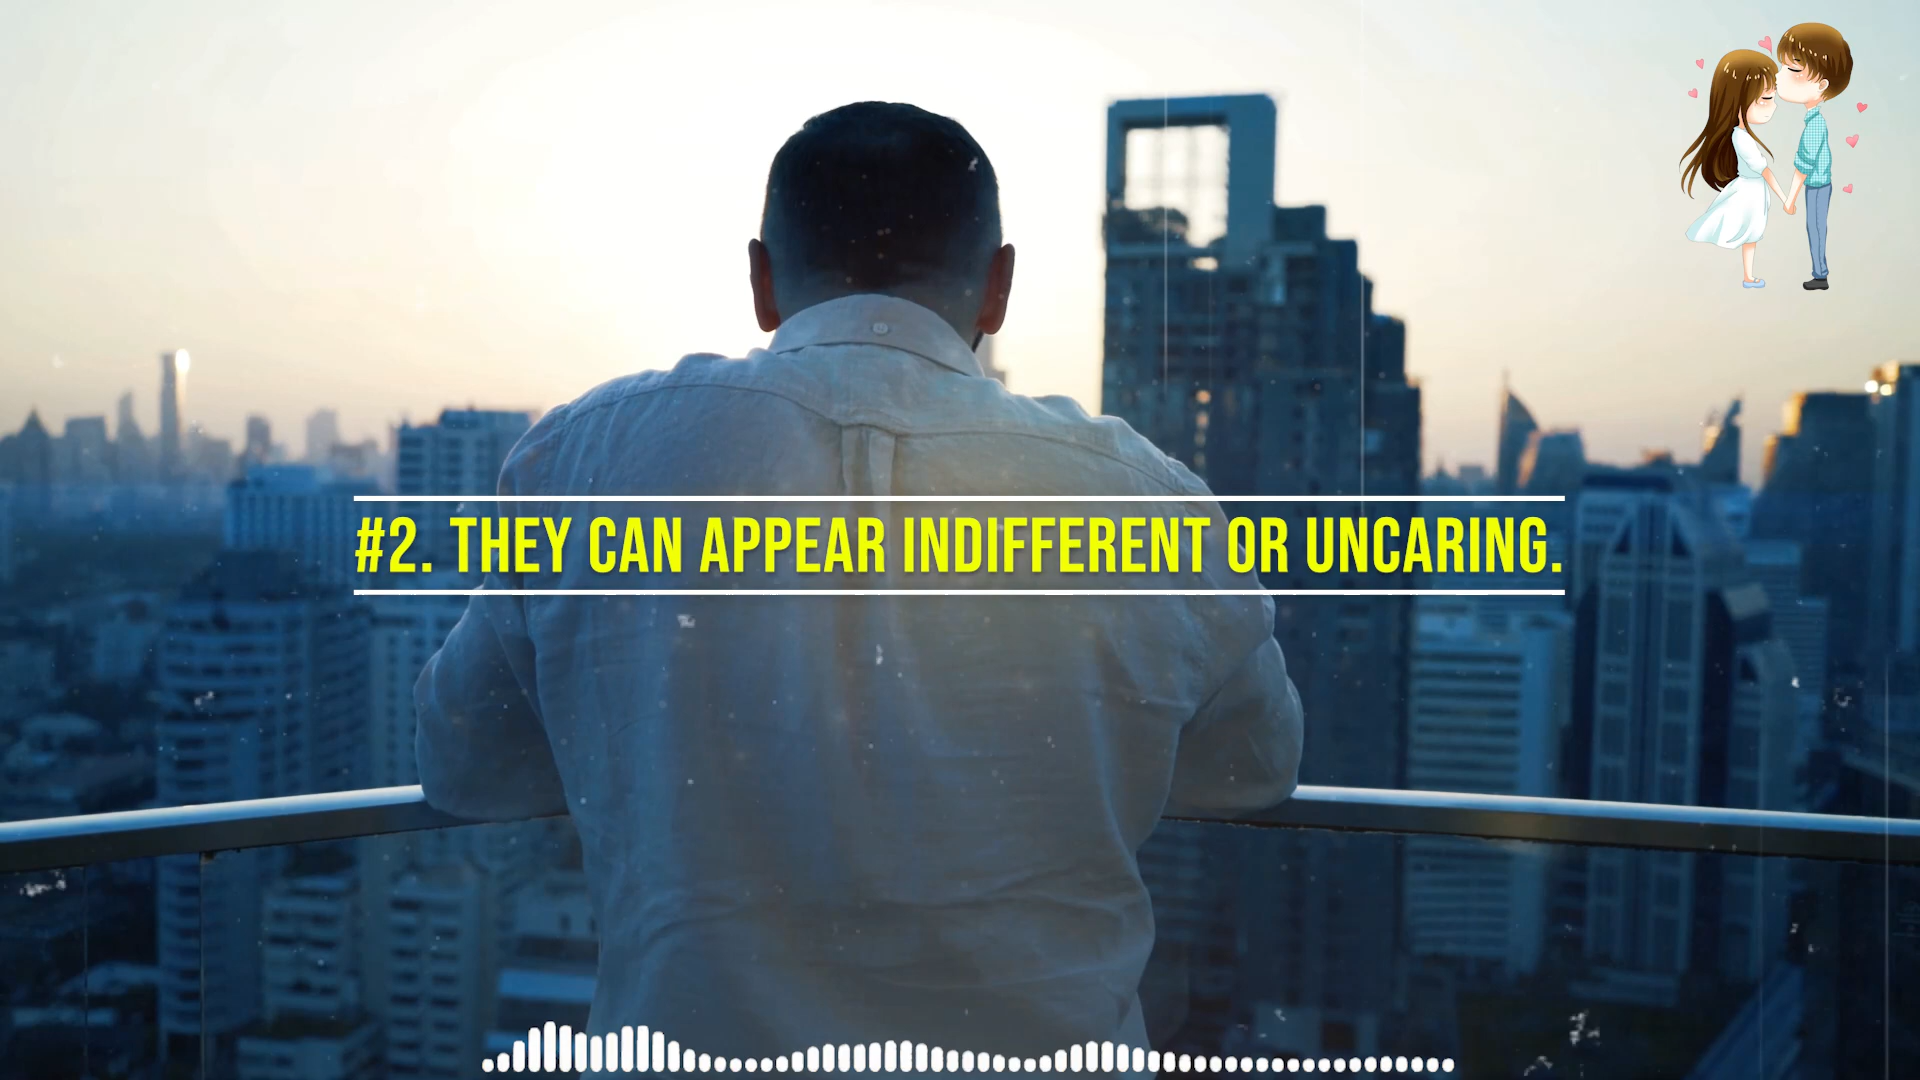 #2. THEY CAN APPEAR INDIFFERENT OR UNCARING.